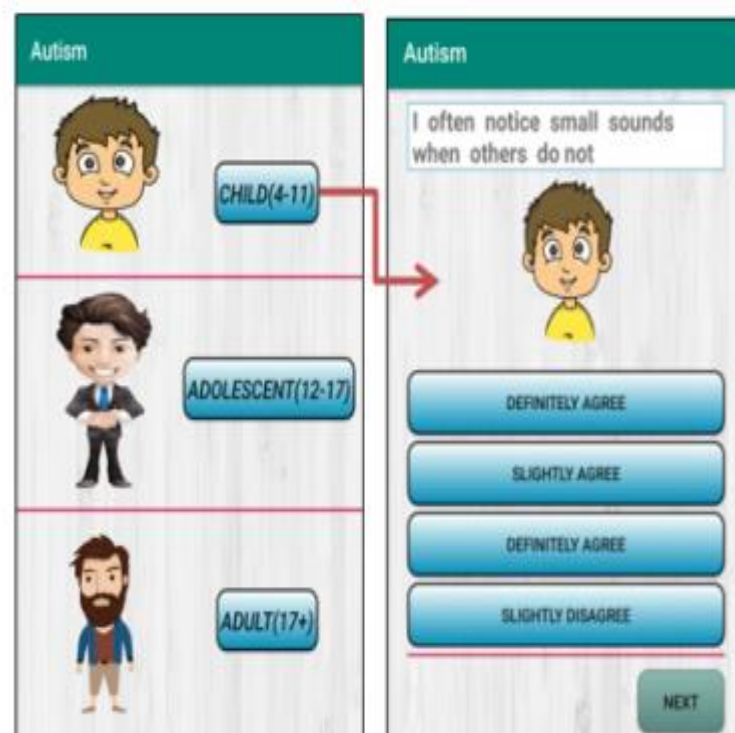 Autism
CHILD(4-11)
ADOLESCENT(12-17)
ADULT(17+)
Autism
I often notice small sounds
when others do not
DEFINITELY AGREE
SLIGHTLY AGREE
DEFINITELY AGREE
SLIGHTLY DISAGREE
NEXT